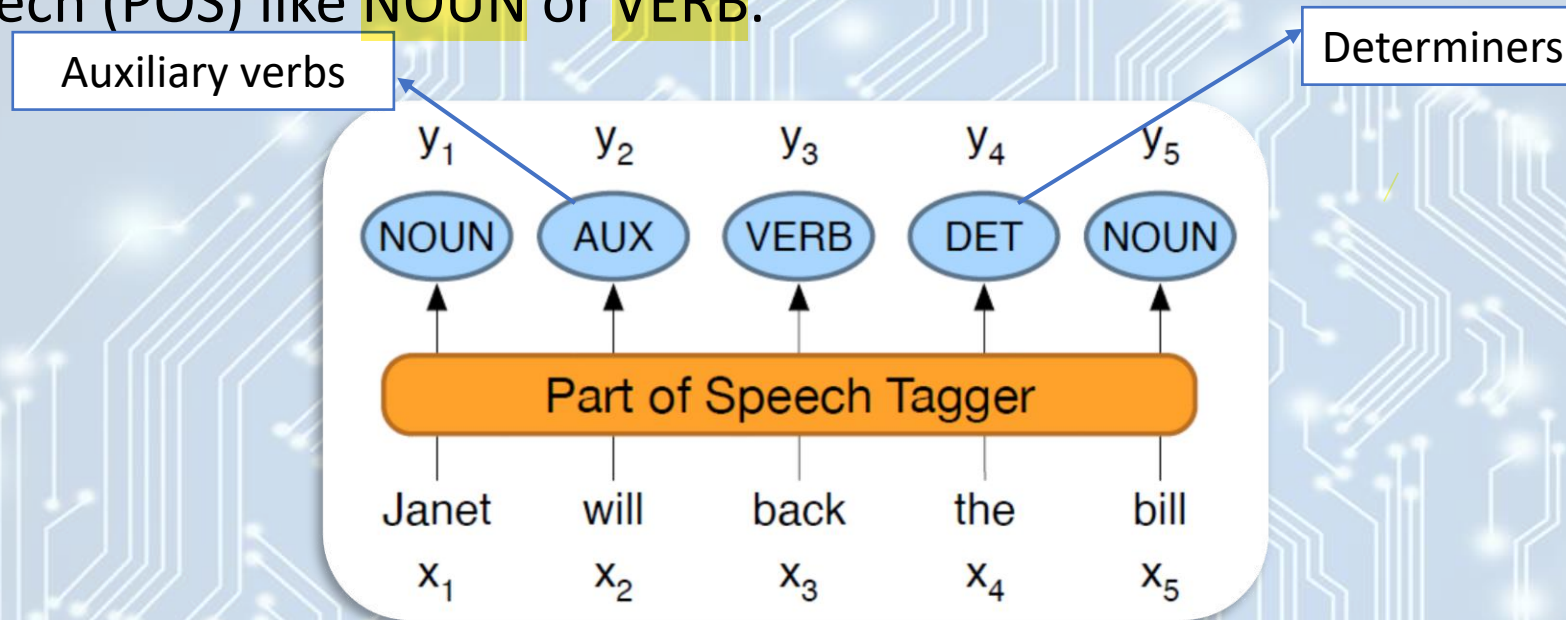 ech (POS) like NOUN or VERB.
Auxiliary verbs
Determiners
y₁ y₂ y₃ y₄ y₅
NOUN AUX VERB DET NOUN
Part of Speech Tagger
Janet will back the bill
x₁ x₂ x₃ x₄ x₅